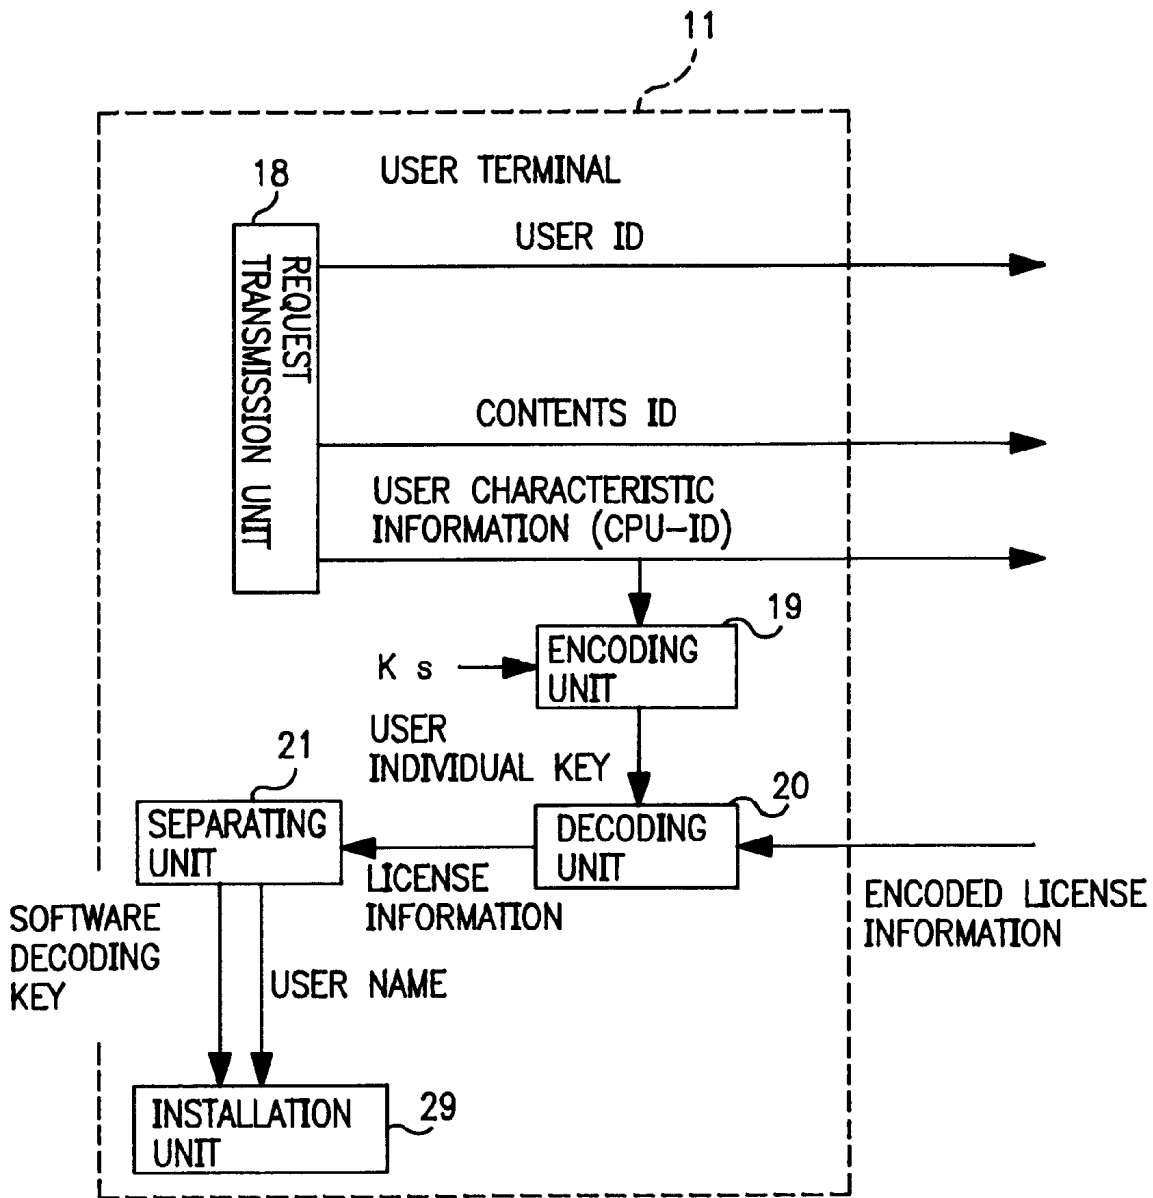 11
USER TERMINAL
18
REQUEST
TRANSMISSION UNIT
USER ID
CONTENTS ID
USER CHARACTERISTIC
INFORMATION (CPU-ID)
19
ENCODING
UNIT
K s
USER
INDIVIDUAL KEY
21
20
SEPARATING
UNIT
DECODING
UNIT
LICENSE
INFORMATION
ENCODED LICENSE
INFORMATION
SOFTWARE
DECODING
KEY
USER NAME
INSTALLATION
UNIT
29